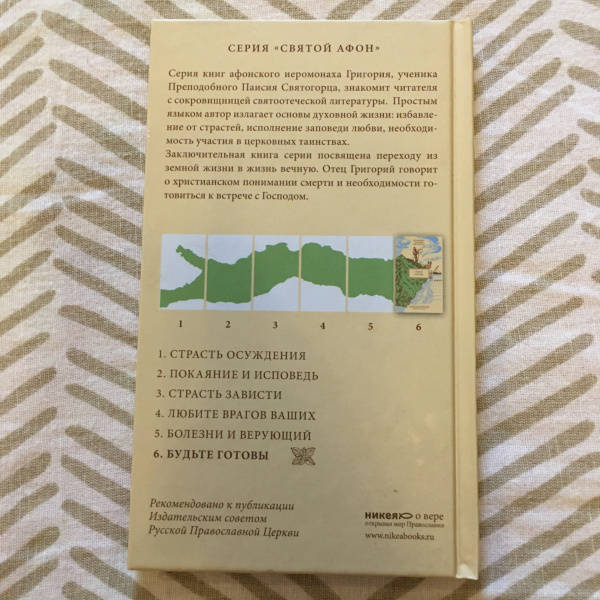 СЕРИЯ «СВЯТОЙ АФОН»
Серия книг афонского иеромонаха Григория, ученика
Преподобного Паисия Святогорца, знакомит читателя
с сокровищницей святоотеческой литературы. Простым
языком автор излагает основы духовной жизни: избавле-
ние от страстей, исполнение заповеди любви, необходи-
мость участия в церковных таинствах.
Заключительная книга серии посвящена переходу из
земной жизни в жизнь вечную. Отец Григорий говорит
о христианском понимании смерти и необходимости го-
товиться к встрече с Господом.
1 2 3 4 5 6
1. СТРАСТЬ ОСУЖДЕНИЯ
2. ПОКАЯНИЕ И ИСПОВЕДЬ
3. СТРАСТЬ ЗАВИСТИ
4. ЛЮБИТЕ ВРАГОВ ВАШИХ
5. БОЛЕЗНИ И ВЕРУЮЩИЙ
6. БУДЬТЕ ГОТОВЫ
Рекомендовано к публикации
Издательским советом
Русской Православной Церкви
никея о вере
открывая мир Православия
www.nikeabooks.ru